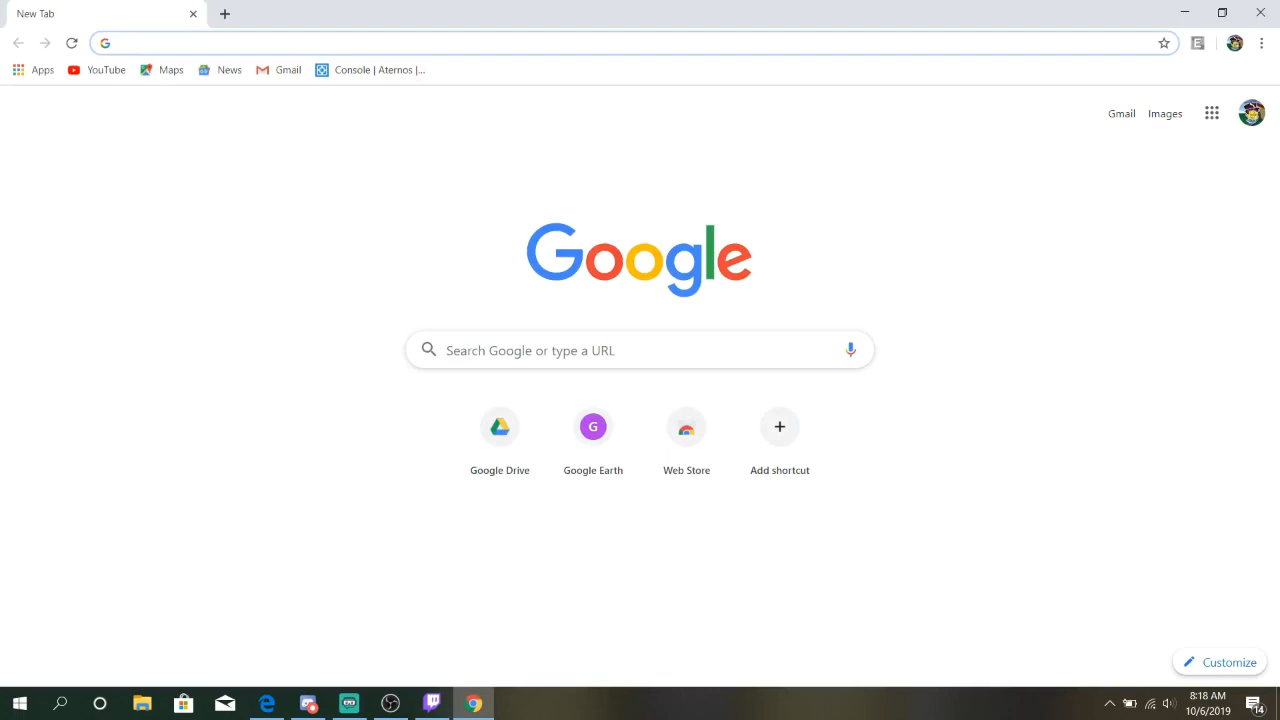 New Tab
Apps YouTube Maps News Gmail Console | Aternos |...
Gmail Images
Google
Search Google or type a URL
G
Google Drive Google Earth Web Store Add shortcut
Customize
8:18 AM
10/6/2019
14